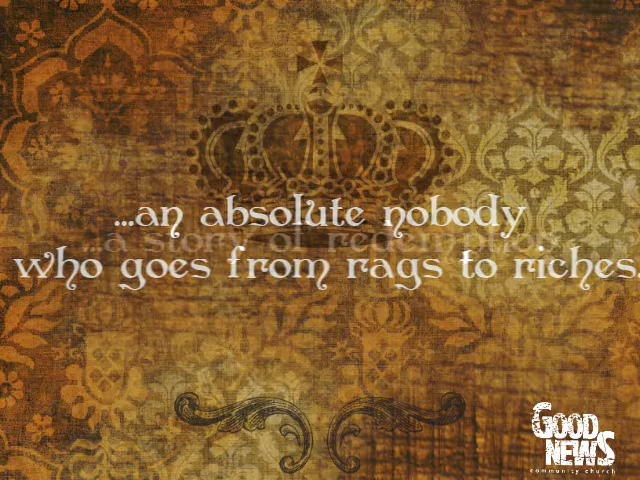 ...an absolute nobody
...a story of redemption
who goes from rags to riches.
GOOD
NEWS
community church